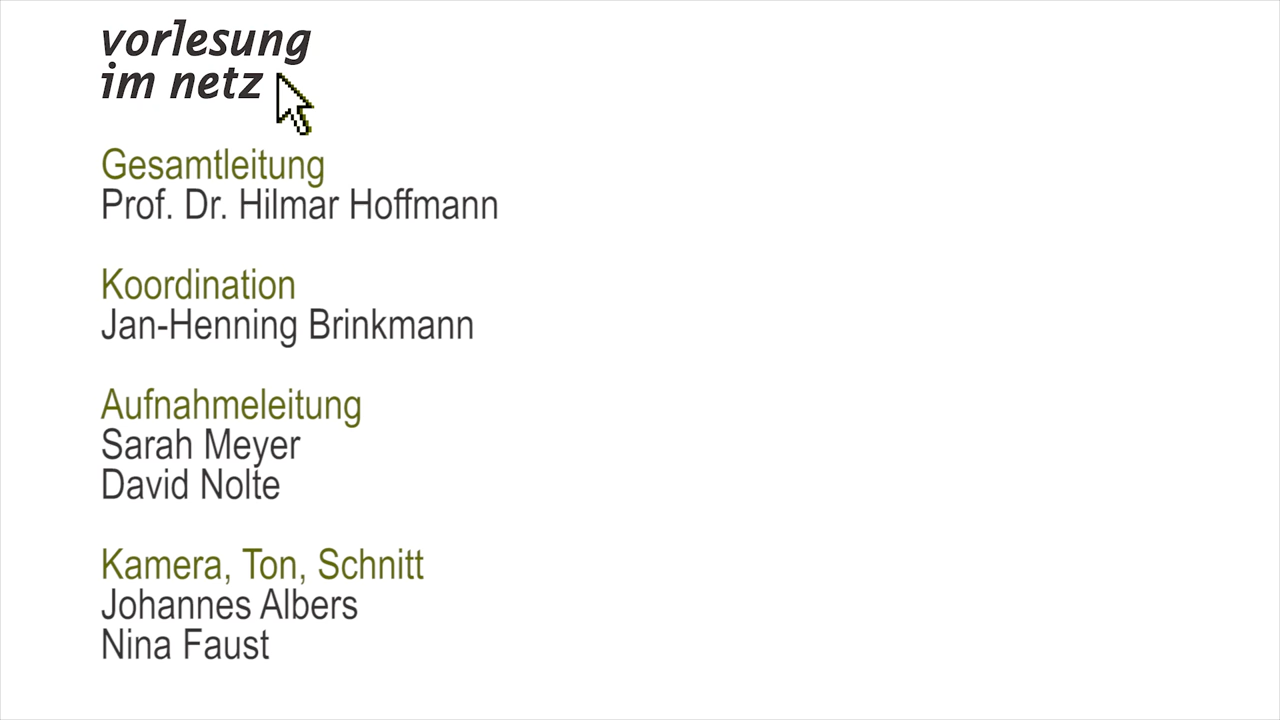 vorlesung
im netz
Gesamtleitung
Prof. Dr. Hilmar Hoffmann
Koordination
Jan-Henning Brinkmann
Aufnahmeleitung
Sarah Meyer
David Nolte
Kamera, Ton, Schnitt
Johannes Albers
Nina Faust